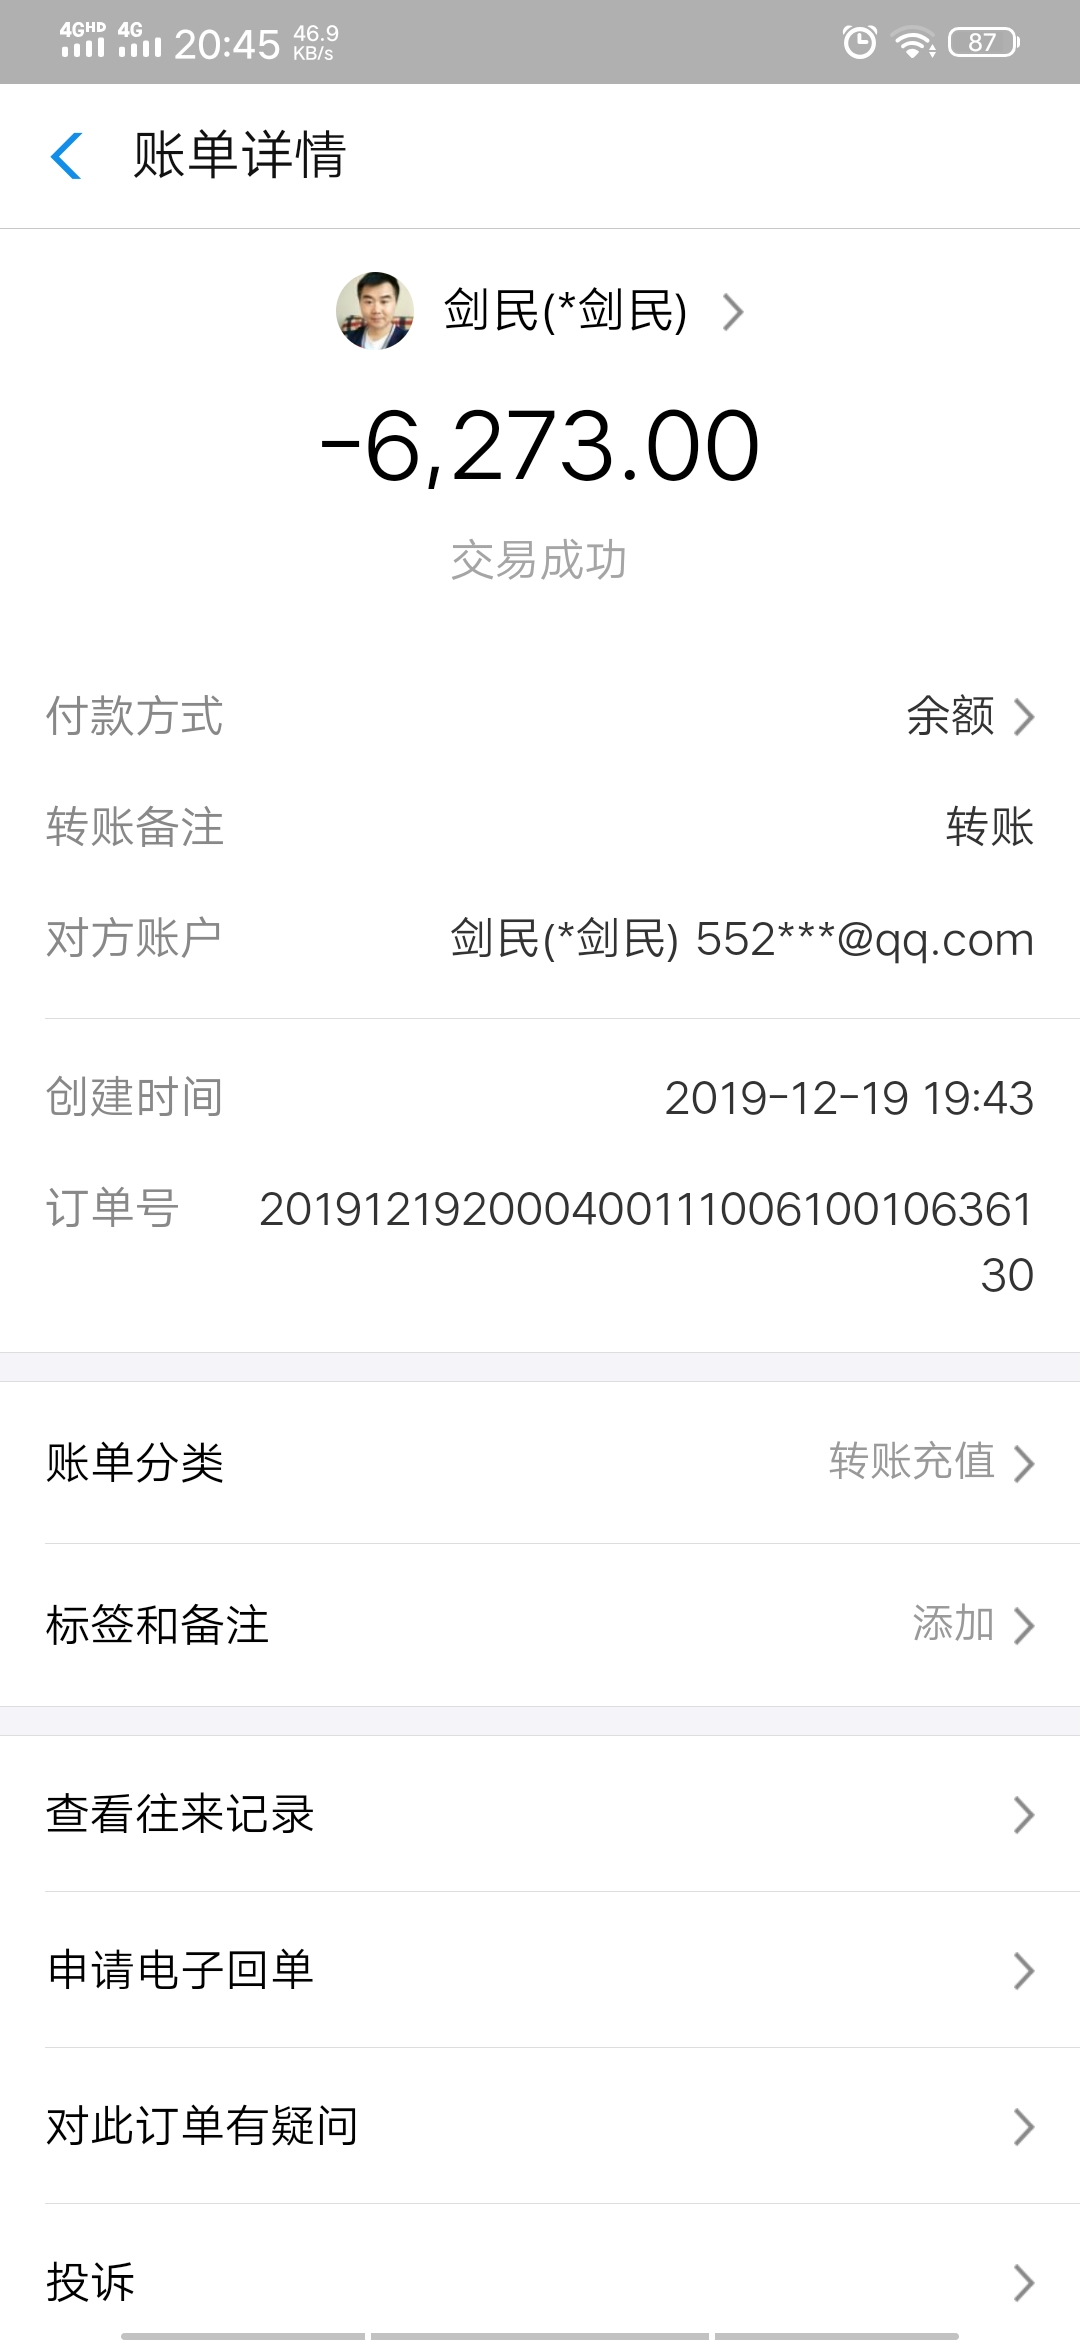 4GHD 4G 20:45 46.9 KB/s 87
账单详情
剑民(*剑民)
-6,273.00
交易成功
付款方式 余额
转账备注 转账
对方账户 剑民(*剑民) 552***@qq.com
创建时间 2019-12-19 19:43
订单号 201912192000400111006100106361
30
账单分类 转账充值
标签和备注 添加
查看往来记录
申请电子回单
对此订单有疑问
投诉